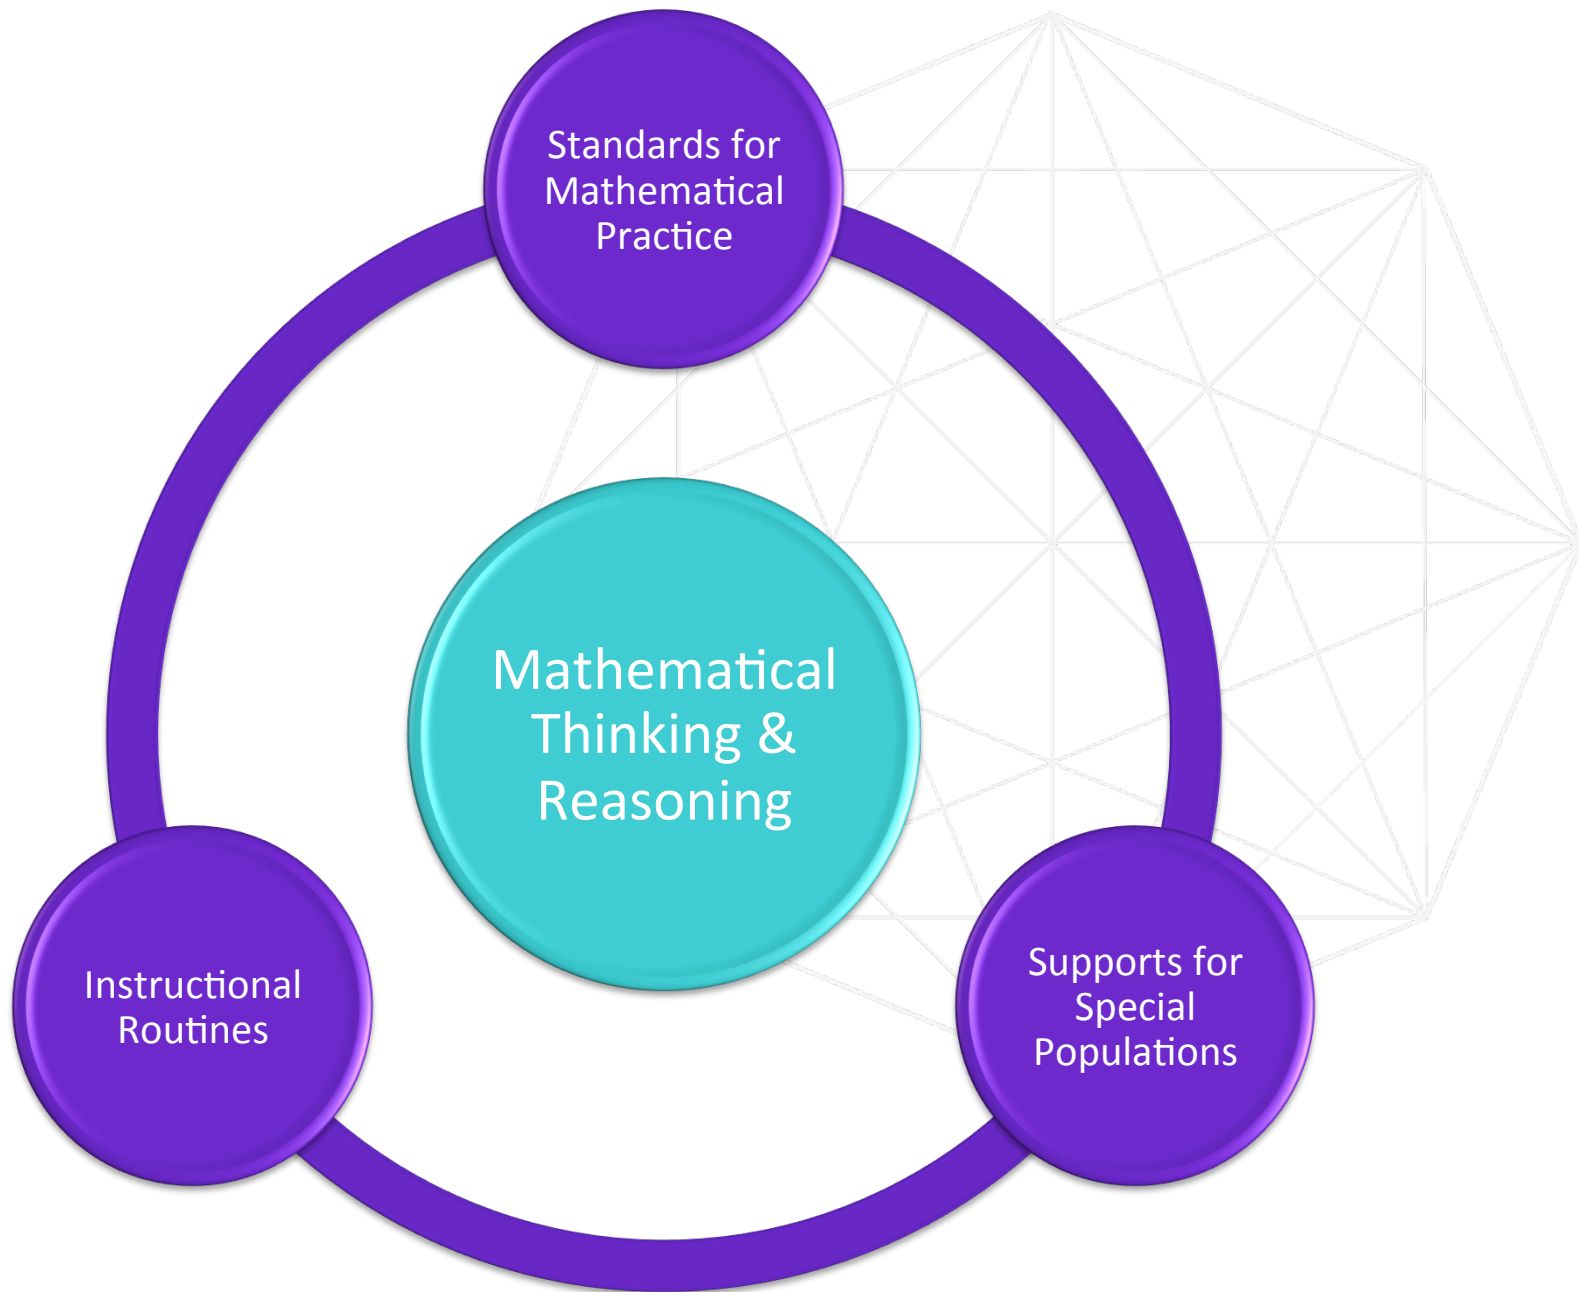 Standards for
Mathematical
Practice
Mathematical
Thinking &
Reasoning
Instructional
Routines
Supports for
Special
Populations